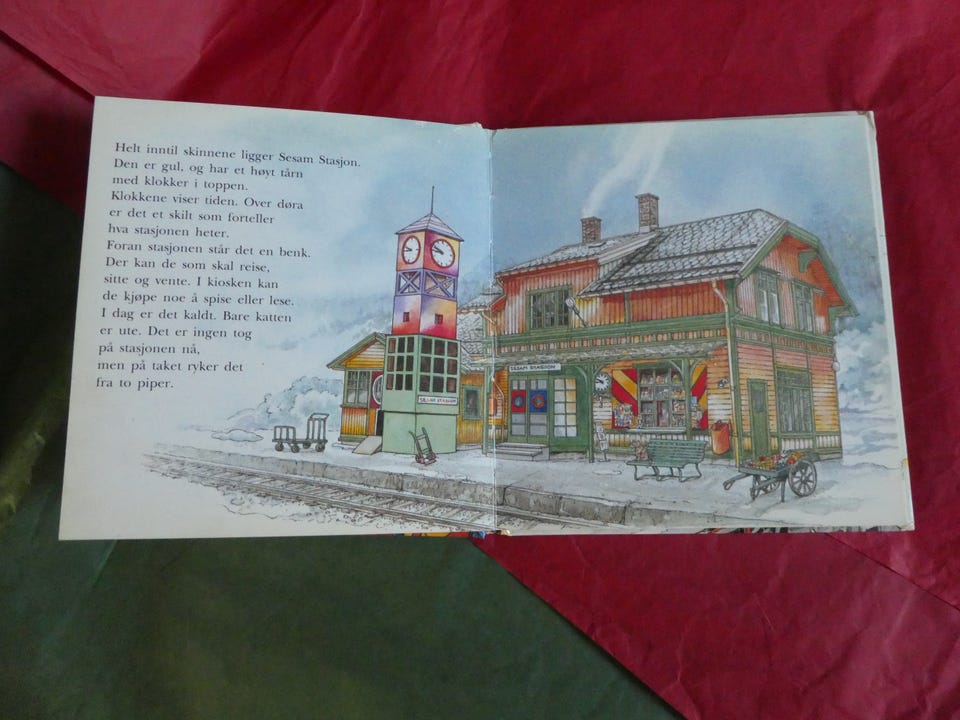 Helt inntil skinnene ligger Sesam Stasjon.
Den er gul, og har et høyt tårn
med klokker i toppen.
Klokkene viser tiden. Over døra
er det et skilt som forteller
hva stasjonen heter.
Foran stasjonen står det en benk.
Der kan de som skal reise,
sitte og vente. I kiosken kan
de kjøpe noe å spise eller lese.
I dag er det kaldt. Bare katten
er ute. Det er ingen tog
på stasjonen nå,
men på taket ryker det
fra to piper.
SESAM STASJON
SESAM STASJON